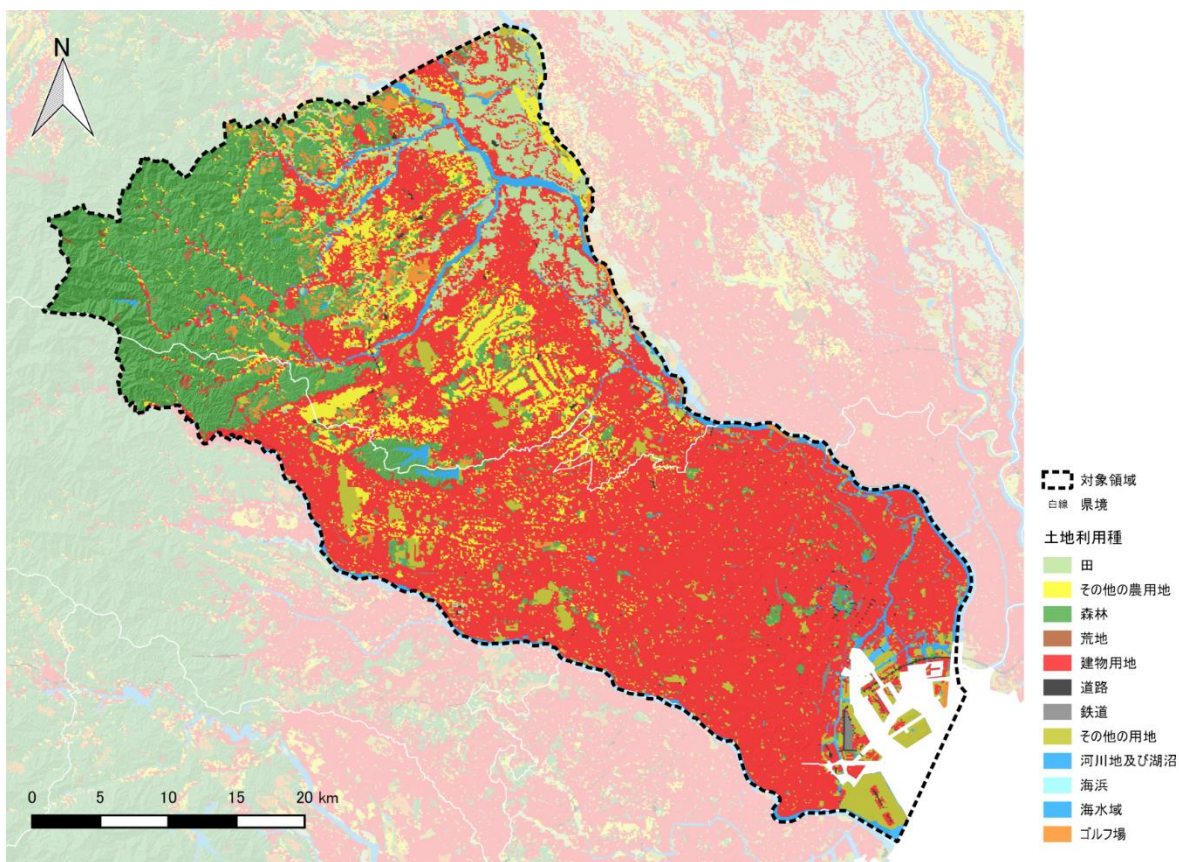 N
0 5 10 15 20 km
対象領域
白線 県境
土地利用種
田
その他の農用地
森林
荒地
建物用地
道路
鉄道
その他の用地
河川地及び湖沼
海浜
海水域
ゴルフ場